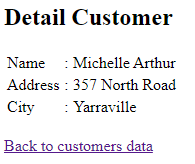 Detail Customer
Name : Michelle Arthur
Address : 357 North Road
City : Yarraville
Back to customers data